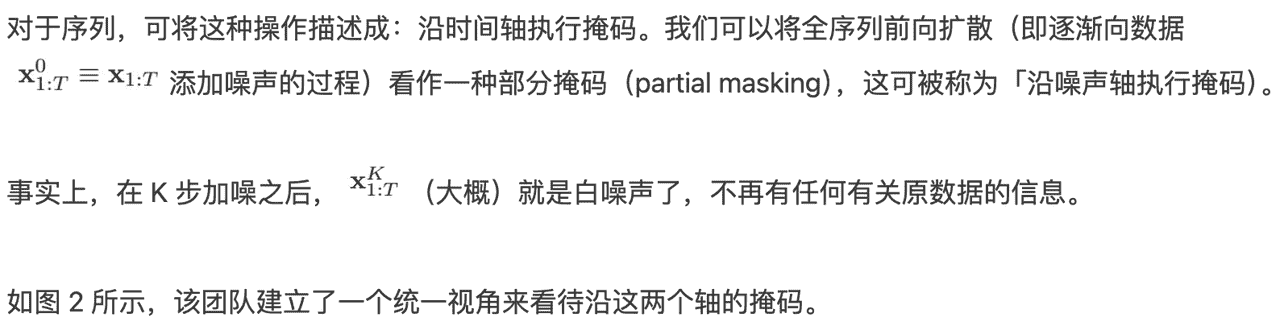 对于序列，可将这种操作描述成：沿时间轴执行掩码。我们可以将全序列前向扩散（即逐渐向数据
$\mathbf{x}_{1:T}^{0} \equiv \mathbf{x}_{1:T}$ 添加噪声的过程）看作一种部分掩码（partial masking），这可被称为「沿噪声轴执行掩码）。
事实上，在 K 步加噪之后，$\mathbf{x}_{1:T}^{K}$（大概）就是白噪声了，不再有任何有关原数据的信息。
如图 2 所示，该团队建立了一个统一视角来看待沿这两个轴的掩码。